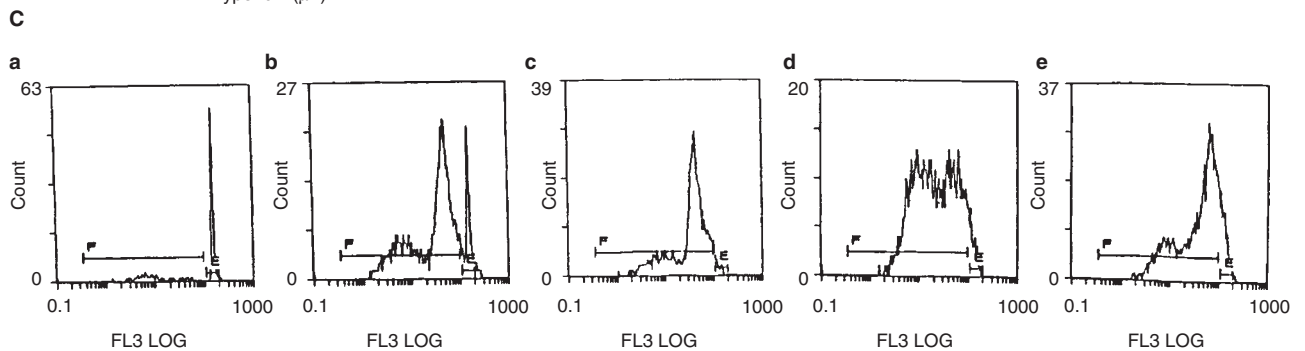 C
a b c d e
63 27 39 20 37
Count Count Count Count Count
F F F F F
E E E E E
0 0 0 0 0
0.1 1000 0.1 1000 0.1 1000 0.1 1000 0.1 1000
FL3 LOG FL3 LOG FL3 LOG FL3 LOG FL3 LOG